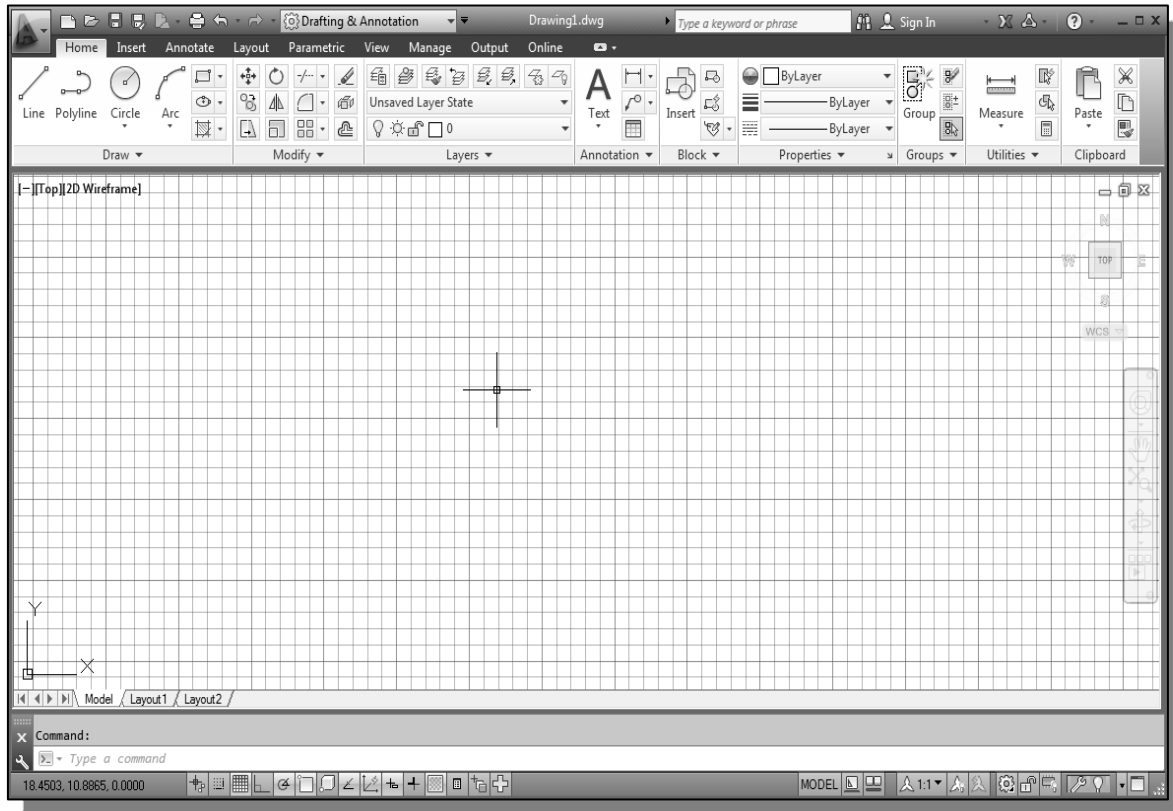 Drafting & Annotation Drawing1.dwg Type a keyword or phrase Sign In
Home Insert Annotate Layout Parametric View Manage Output Online
ByLayer
Unsaved Layer State
ByLayer
Line Polyline Circle Arc Text Insert Group Measure Paste
0 ByLayer
Draw Modify Layers Annotation Block Properties Groups Utilities Clipboard
[−][Top][2D Wireframe]
N
W TOP E
S
WCS
Y
X
Model Layout1 Layout2
Command:
Type a command
18.4503, 10.8865, 0.0000 MODEL 1:1